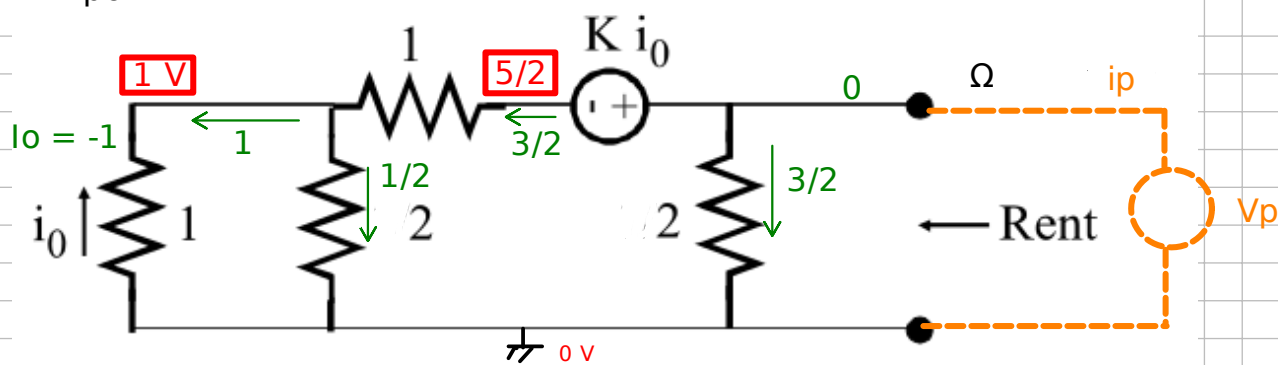 K i₀
1
1 V
5/2
0
Ω
ip
Io = -1
1
3/2
1/2
3/2
i₀
1
2
2
Rent
Vp
0 V